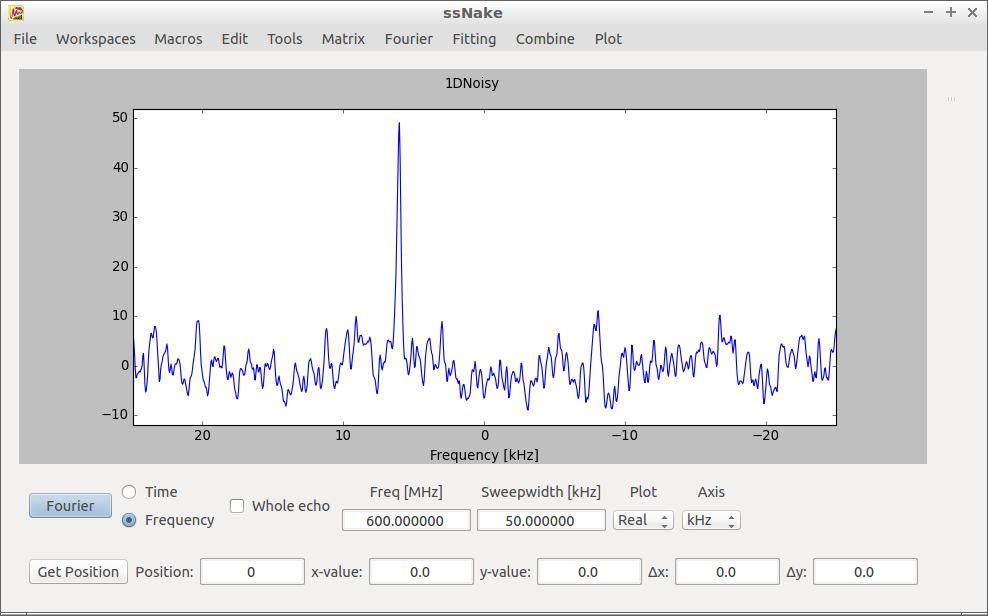 ssNake
File Workspaces Macros Edit Tools Matrix Fourier Fitting Combine Plot
1DNoisy
50
40
30
20
10
0
−10
20 10 0 −10 −20
Frequency [kHz]
Time Freq [MHz] Sweepwidth [kHz] Plot Axis
Fourier Whole echo
Frequency 600.000000 50.000000 Real kHz
Get Position Position: 0 x-value: 0.0 y-value: 0.0 Δx: 0.0 Δy: 0.0